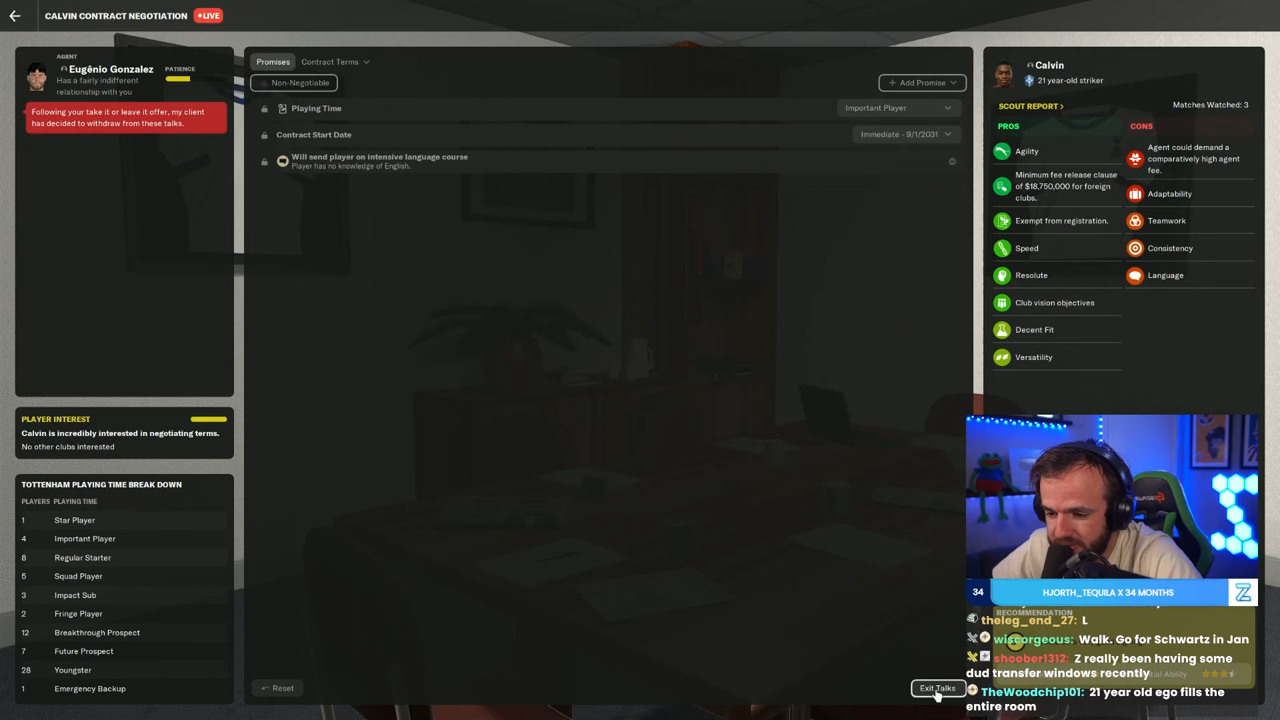 CALVIN CONTRACT NEGOTIATION
LIVE
AGENT
Eugênio Gonzalez
Has a fairly indifferent
relationship with you
PATIENCE
Following your take it or leave it offer, my client
has decided to withdraw from these talks.
PLAYER INTEREST
Calvin is incredibly interested in negotiating terms.
No other clubs interested
TOTTENHAM PLAYING TIME BREAK DOWN
PLAYERS PLAYING TIME
1 Star Player
4 Important Player
8 Regular Starter
5 Squad Player
3 Impact Sub
2 Fringe Player
12 Breakthrough Prospect
7 Future Prospect
28 Youngster
1 Emergency Backup
Promises
Contract Terms
Non-Negotiable
Add Promise
Playing Time
Important Player
Contract Start Date
Immediate - 9/1/2031
Will send player on intensive language course
Player has no knowledge of English.
Reset
Exit Talks
Calvin
21 year-old striker
SCOUT REPORT >
Matches Watched: 3
PROS
Agility
Minimum fee release clause
of $18,750,000 for foreign
clubs.
Exempt from registration.
Speed
Resolute
Club vision objectives
Decent Fit
Versatility
CONS
Agent could demand a
comparatively high agent
fee.
Adaptability
Teamwork
Consistency
Language
34
HJORTH_TEQUILA X 34 MONTHS
RECOMMENDATION
theleg_end_27: L
wiscorgeous: Walk. Go for Schwartz in Jan
shoober1312: Z really been having some
dud transfer windows recently
TheWoodchip101: 21 year old ego fills the
entire room